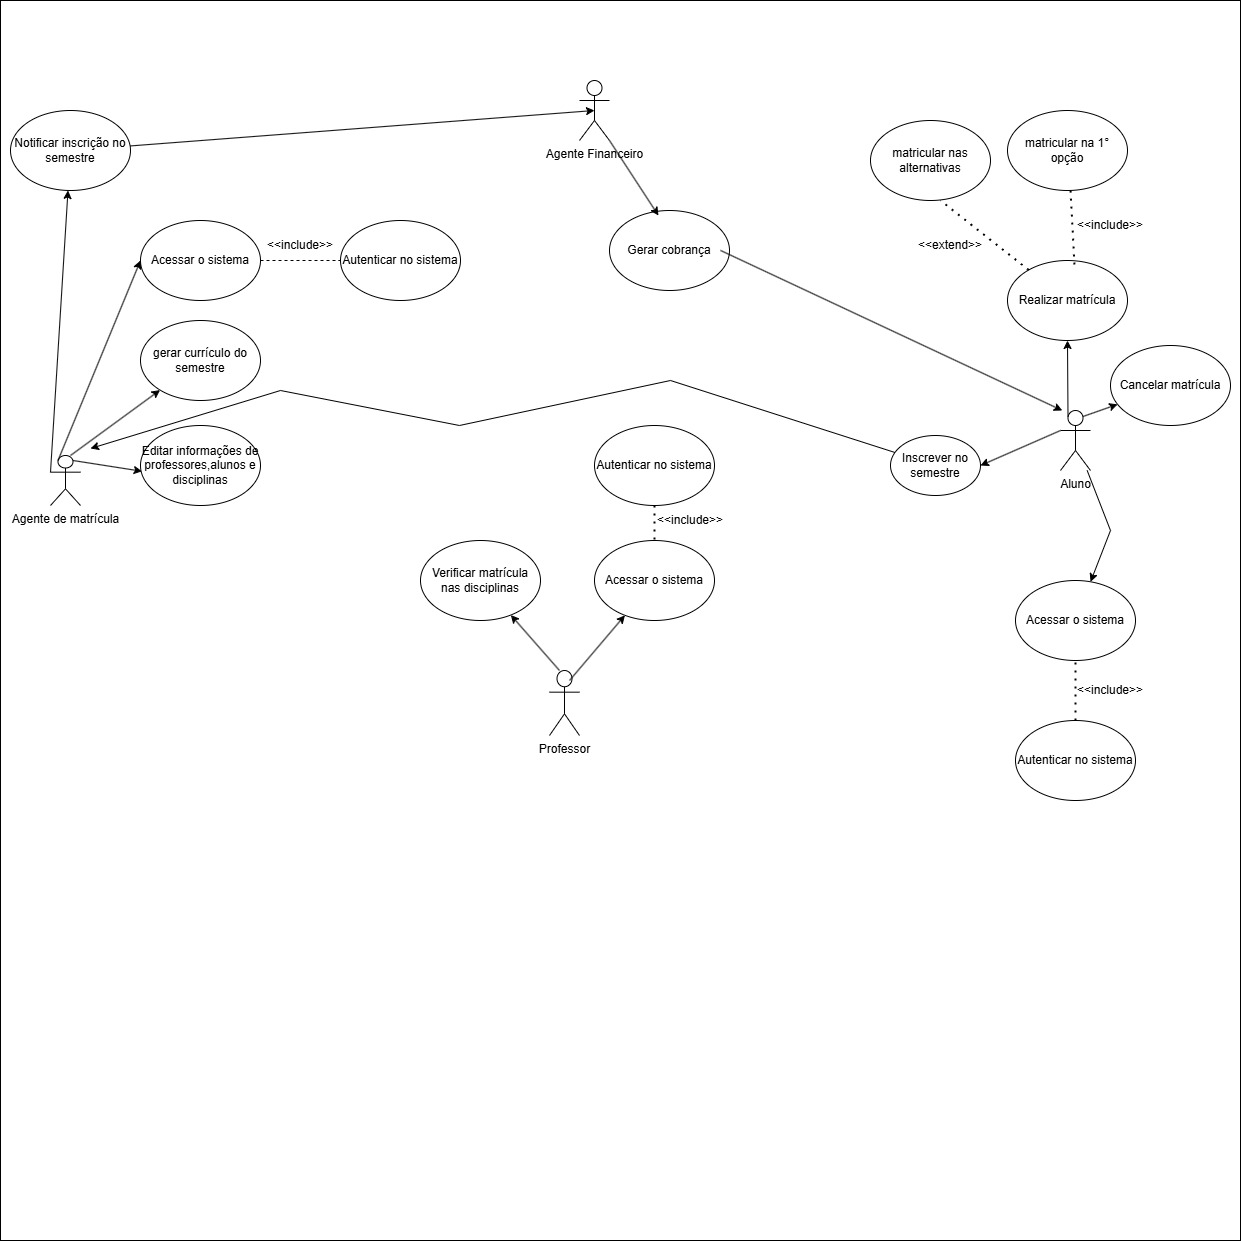 Notificar inscrição no
semestre
Agente Financeiro
matricular nas
alternativas
matricular na 1°
opção
<<include>>
<<extend>>
Acessar o sistema
<<include>>
Autenticar no sistema
Gerar cobrança
Realizar matrícula
gerar currículo do
semestre
Cancelar matrícula
Editar informações de
professores,alunos e
disciplinas
Agente de matrícula
Autenticar no sistema
<<include>>
Inscrever no
semestre
Aluno
Verificar matrícula
nas disciplinas
Acessar o sistema
Professor
Acessar o sistema
<<include>>
Autenticar no sistema